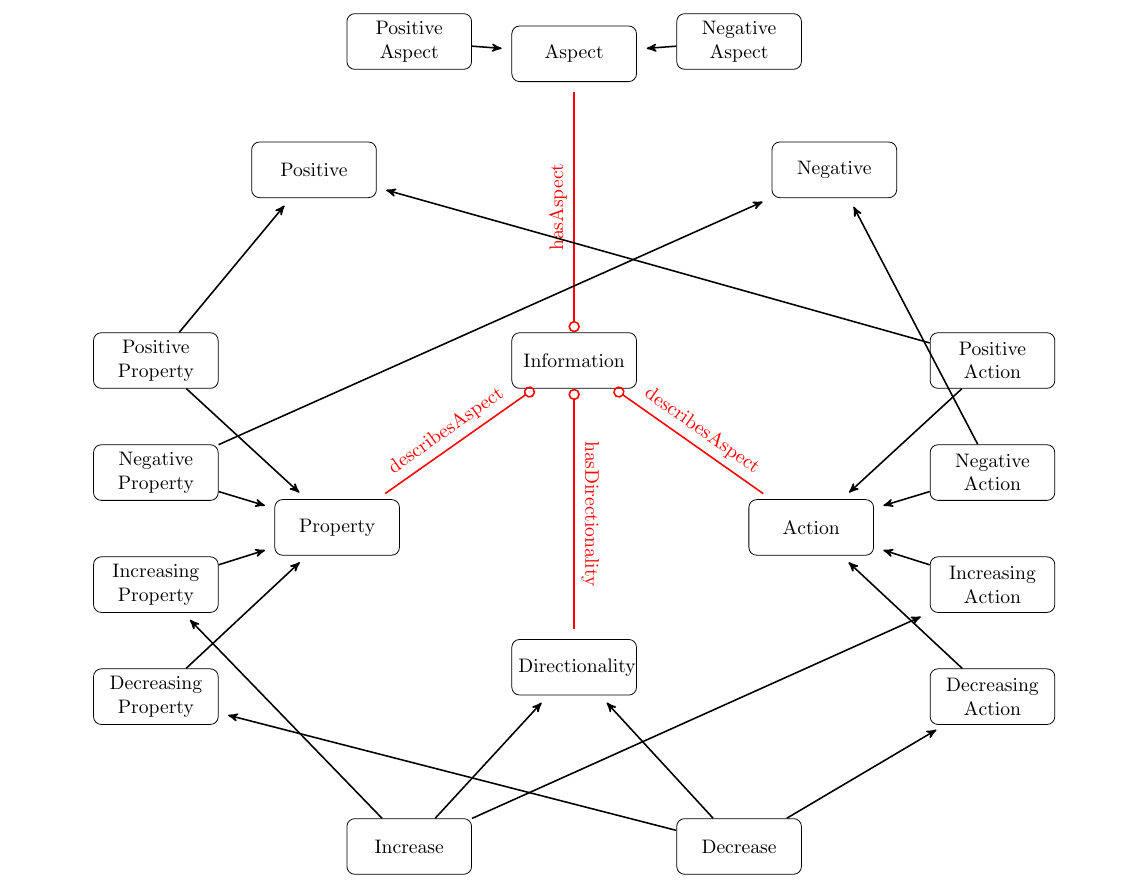 Positive
Aspect
Aspect
Negative
Aspect
Positive
Negative
hasAspect
Positive
Property
Information
Positive
Action
describesAspect
describesAspect
Negative
Property
hasDirectionality
Negative
Action
Property
Action
Increasing
Property
Increasing
Action
Directionality
Decreasing
Property
Decreasing
Action
Increase
Decrease